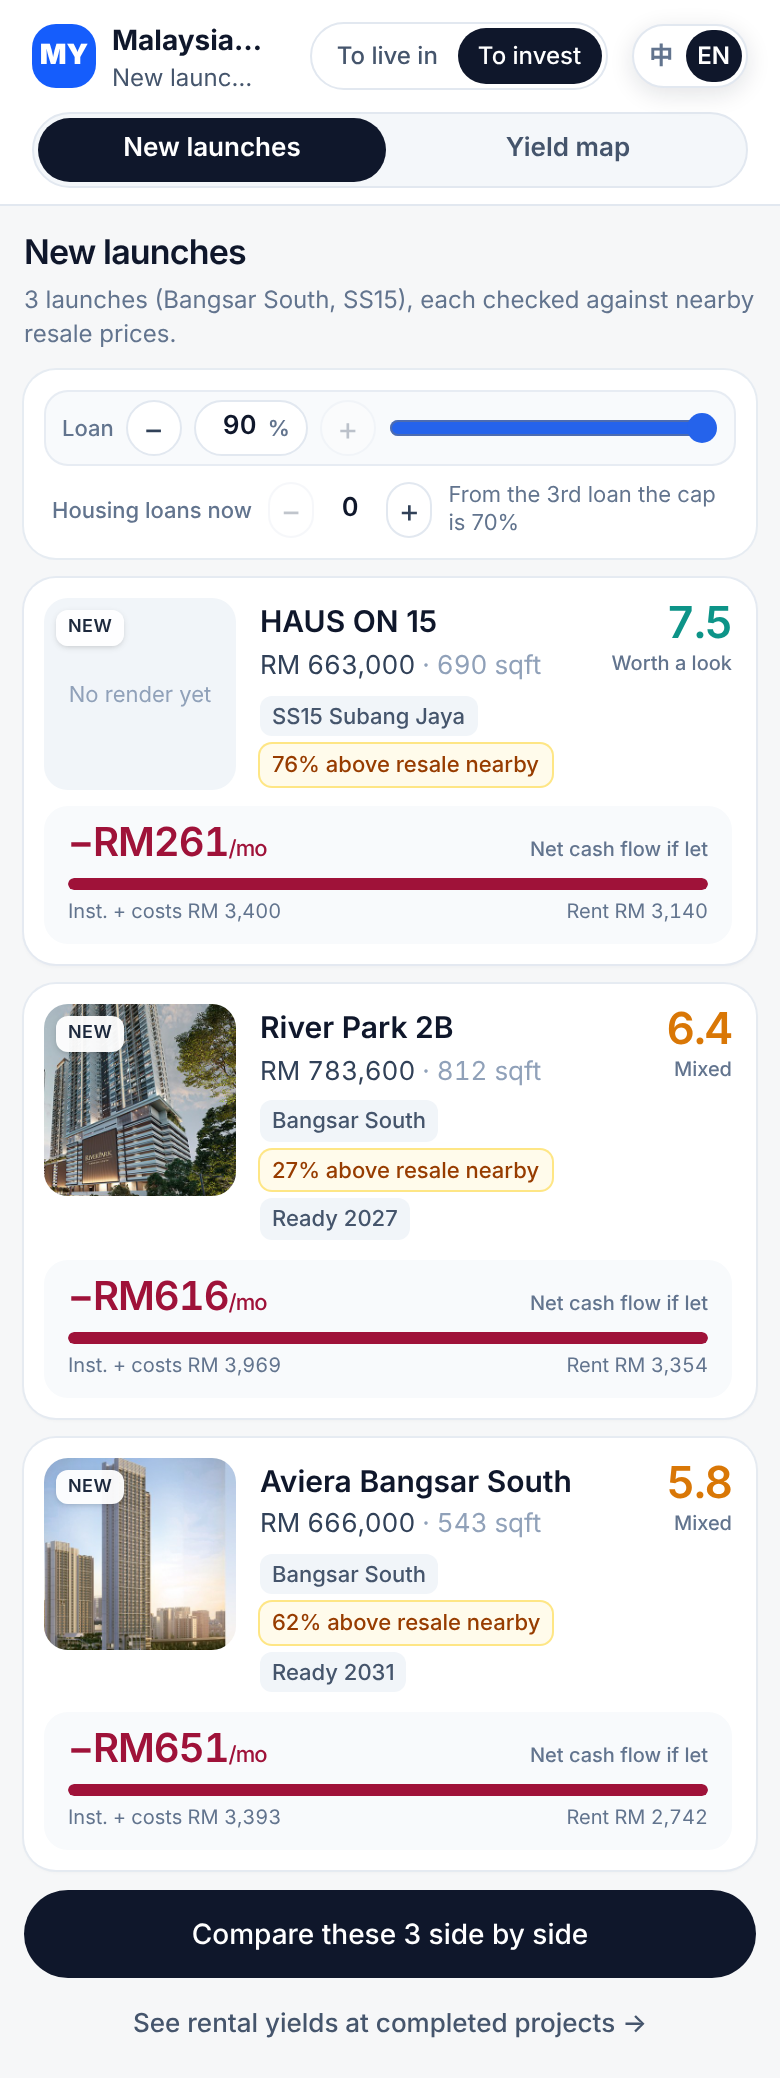 MY
Malaysia...
New launc...
To live in
To invest
中
EN
New launches
Yield map
New launches
3 launches (Bangsar South, SS15), each checked against nearby
resale prices.
Loan
−
90 %
+
Housing loans now
−
0
+
From the 3rd loan the cap
is 70%
NEW
No render yet
HAUS ON 15
RM 663,000 · 690 sqft
7.5
Worth a look
SS15 Subang Jaya
76% above resale nearby
−RM261/mo
Net cash flow if let
Inst. + costs RM 3,400
Rent RM 3,140
NEW
RIVERPARK
River Park 2B
RM 783,600 · 812 sqft
6.4
Mixed
Bangsar South
27% above resale nearby
Ready 2027
−RM616/mo
Net cash flow if let
Inst. + costs RM 3,969
Rent RM 3,354
NEW
Aviera Bangsar South
RM 666,000 · 543 sqft
5.8
Mixed
Bangsar South
62% above resale nearby
Ready 2031
−RM651/mo
Net cash flow if let
Inst. + costs RM 3,393
Rent RM 2,742
Compare these 3 side by side
See rental yields at completed projects →